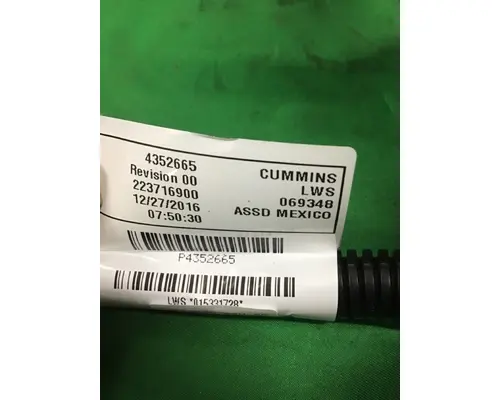 4352665
Revision 00
223716900
12/27/2016
07:50:30
CUMMINS
LWS
069348
ASSD MEXICO
P4352665
LWS *015331728*